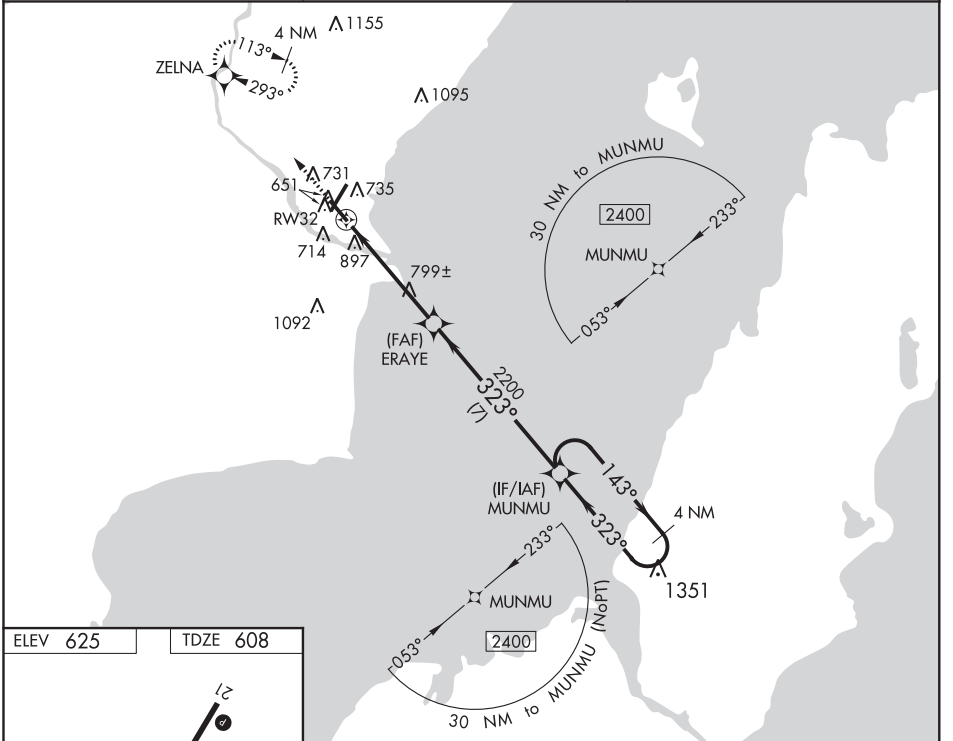 1155
4 NM
113°
ZELNA
293°
1095
30 NM to MUNMU
731
651
735
2400
233°
RW32
MUNMU
714
897
799±
053°
1092
(FAF)
ERAYE
2200
323°
(7)
143°
(IF/IAF)
MUNMU
4 NM
323°
233°
1351
MUNMU
053°
2400
30 NM to MUNMU (NoPT)
ELEV 625
TDZE 608
21
P